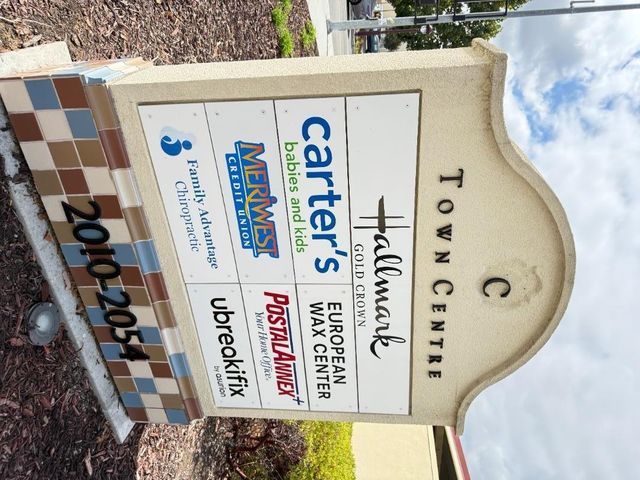 C
TOWN CENTRE
Hallmark
GOLD CROWN
carter's
babies and kids
EUROPEAN
WAX CENTER
MERIWEST
CREDIT UNION
POSTALANNEX+
Your Home Office.
Family Advantage
Chiropractic
ubreakifix
by asurion
2010-2054